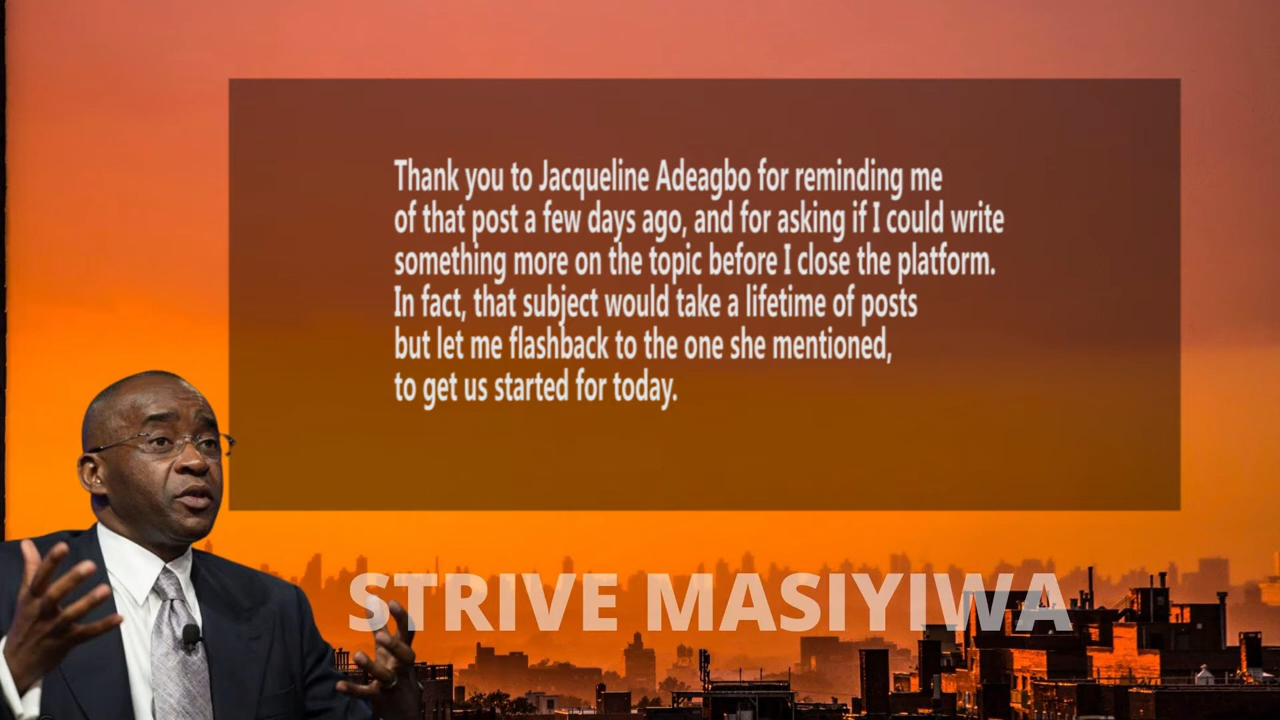 Thank you to Jacqueline Adeagbo for reminding me
of that post a few days ago, and for asking if I could write
something more on the topic before I close the platform.
In fact, that subject would take a lifetime of posts
but let me flashback to the one she mentioned,
to get us started for today.
STRIVE MASIYIWA